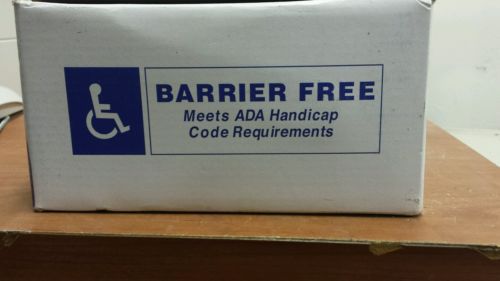 BARRIER FREE
Meets ADA Handicap
Code Requirements